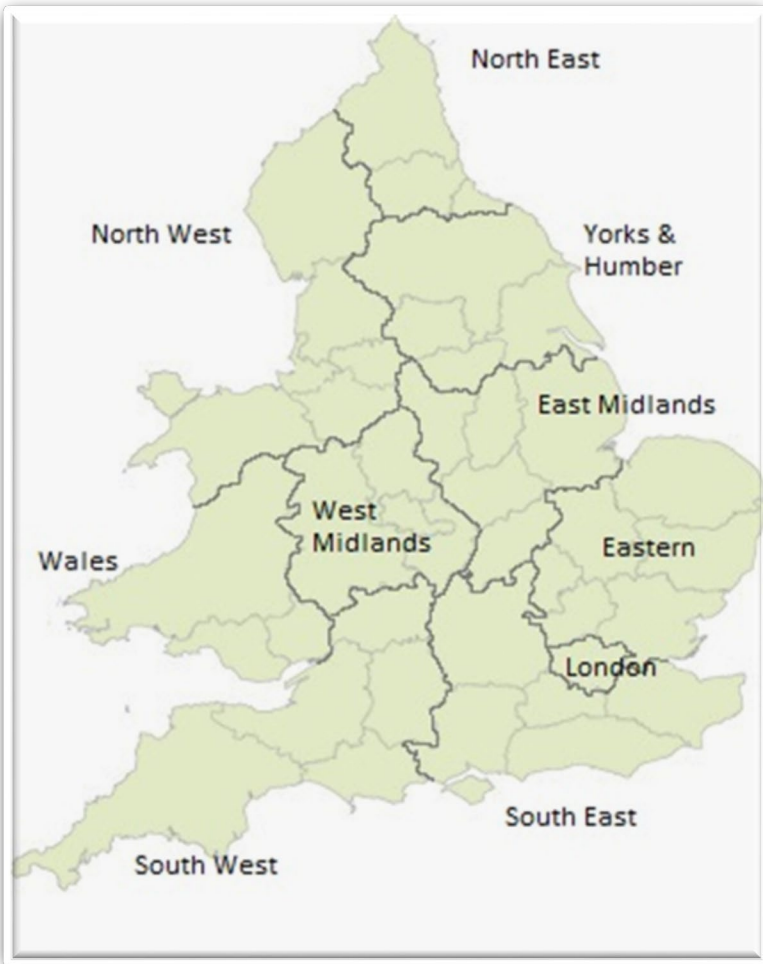 North East
North West
Yorks &
Humber
East Midlands
West
Midlands
Eastern
Wales
London
South East
South West